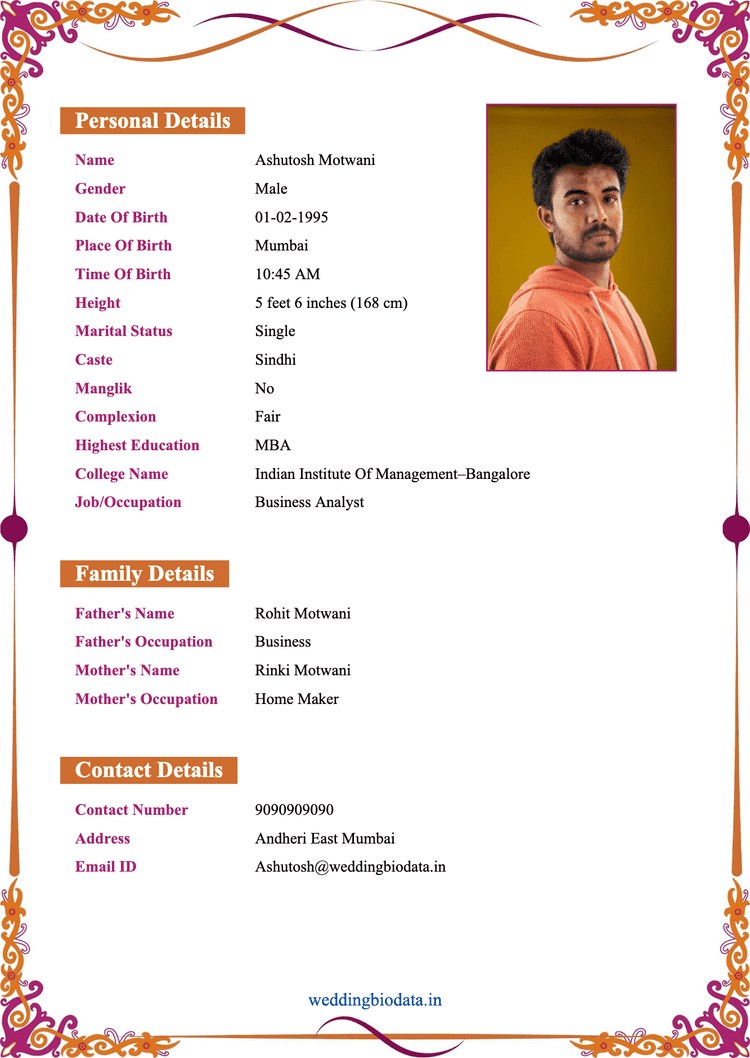 Personal Details
Name Ashutosh Motwani
Gender Male
Date Of Birth 01-02-1995
Place Of Birth Mumbai
Time Of Birth 10:45 AM
Height 5 feet 6 inches (168 cm)
Marital Status Single
Caste Sindhi
Manglik No
Complexion Fair
Highest Education MBA
College Name Indian Institute Of Management–Bangalore
Job/Occupation Business Analyst
Family Details
Father's Name Rohit Motwani
Father's Occupation Business
Mother's Name Rinki Motwani
Mother's Occupation Home Maker
Contact Details
Contact Number 9090909090
Address Andheri East Mumbai
Email ID Ashutosh@weddingbiodata.in
weddingbiodata.in